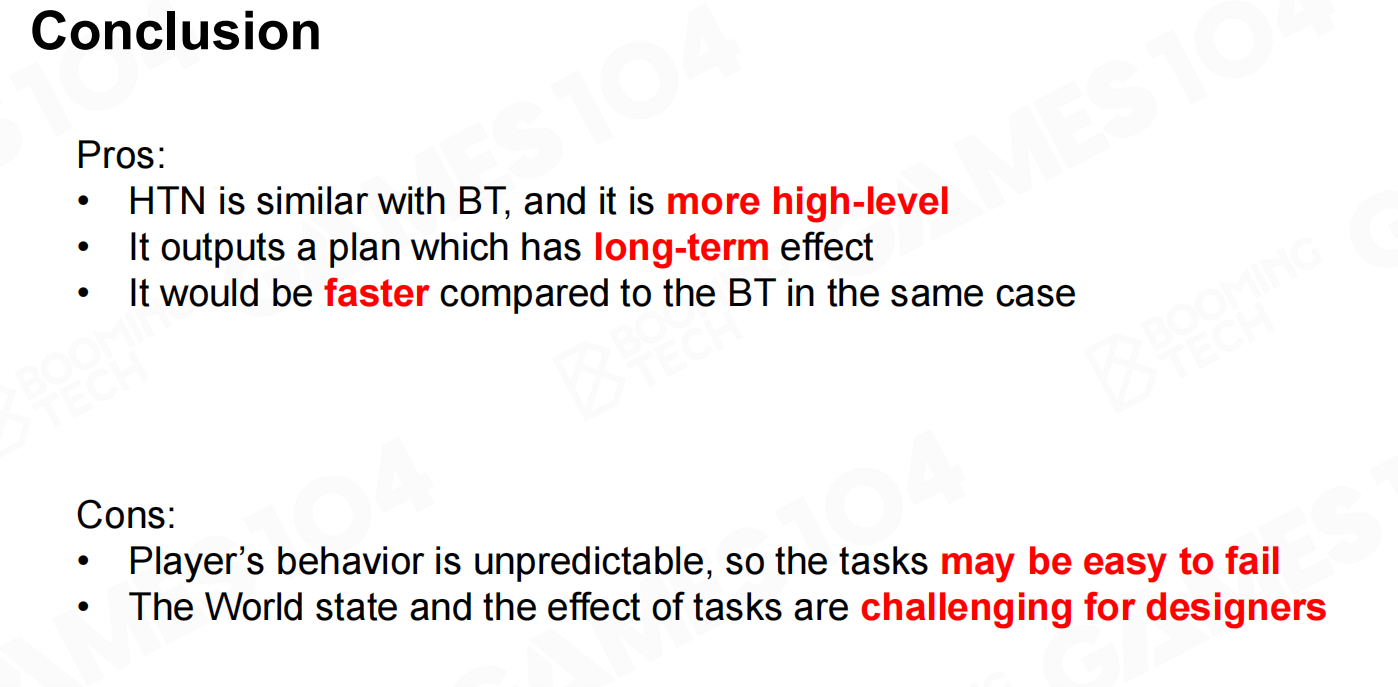 Conclusion
Pros:
• HTN is similar with BT, and it is more high-level
• It outputs a plan which has long-term effect
• It would be faster compared to the BT in the same case
Cons:
• Player's behavior is unpredictable, so the tasks may be easy to fail
• The World state and the effect of tasks are challenging for designers
GAMES104
BOOMING
TECH